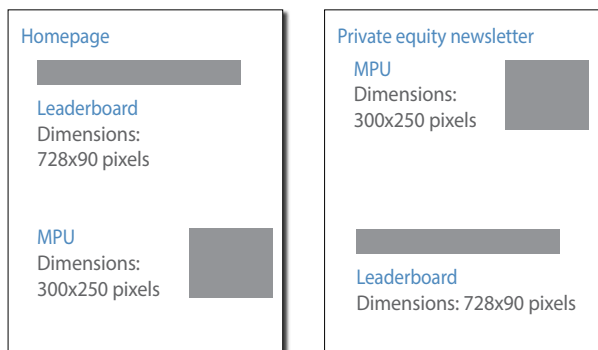 Homepage
Leaderboard
Dimensions:
728x90 pixels
MPU
Dimensions:
300x250 pixels
Private equity newsletter
MPU
Dimensions:
300x250 pixels
Leaderboard
Dimensions: 728x90 pixels